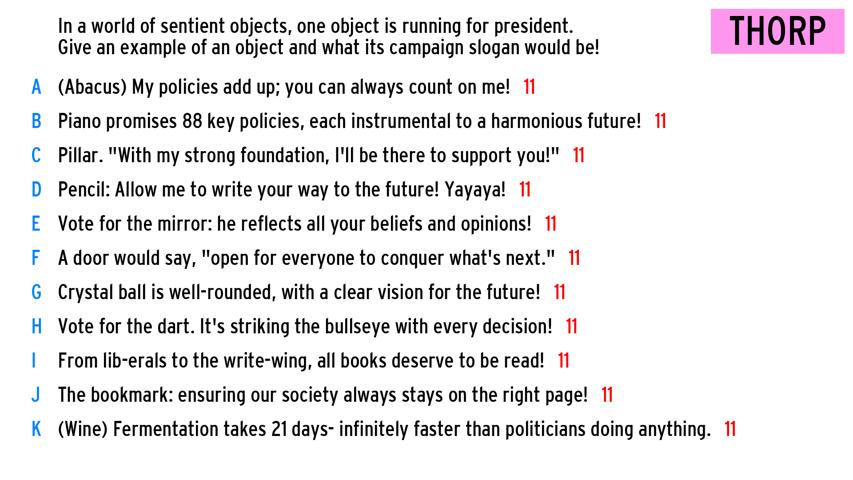 In a world of sentient objects, one object is running for president.
Give an example of an object and what its campaign slogan would be!
THORP
A (Abacus) My policies add up; you can always count on me! 11
B Piano promises 88 key policies, each instrumental to a harmonious future! 11
C Pillar. "With my strong foundation, I'll be there to support you!" 11
D Pencil: Allow me to write your way to the future! Yayaya! 11
E Vote for the mirror: he reflects all your beliefs and opinions! 11
F A door would say, "open for everyone to conquer what's next." 11
G Crystal ball is well-rounded, with a clear vision for the future! 11
H Vote for the dart. It's striking the bullseye with every decision! 11
I From lib-erals to the write-wing, all books deserve to be read! 11
J The bookmark: ensuring our society always stays on the right page! 11
K (Wine) Fermentation takes 21 days- infinitely faster than politicians doing anything. 11